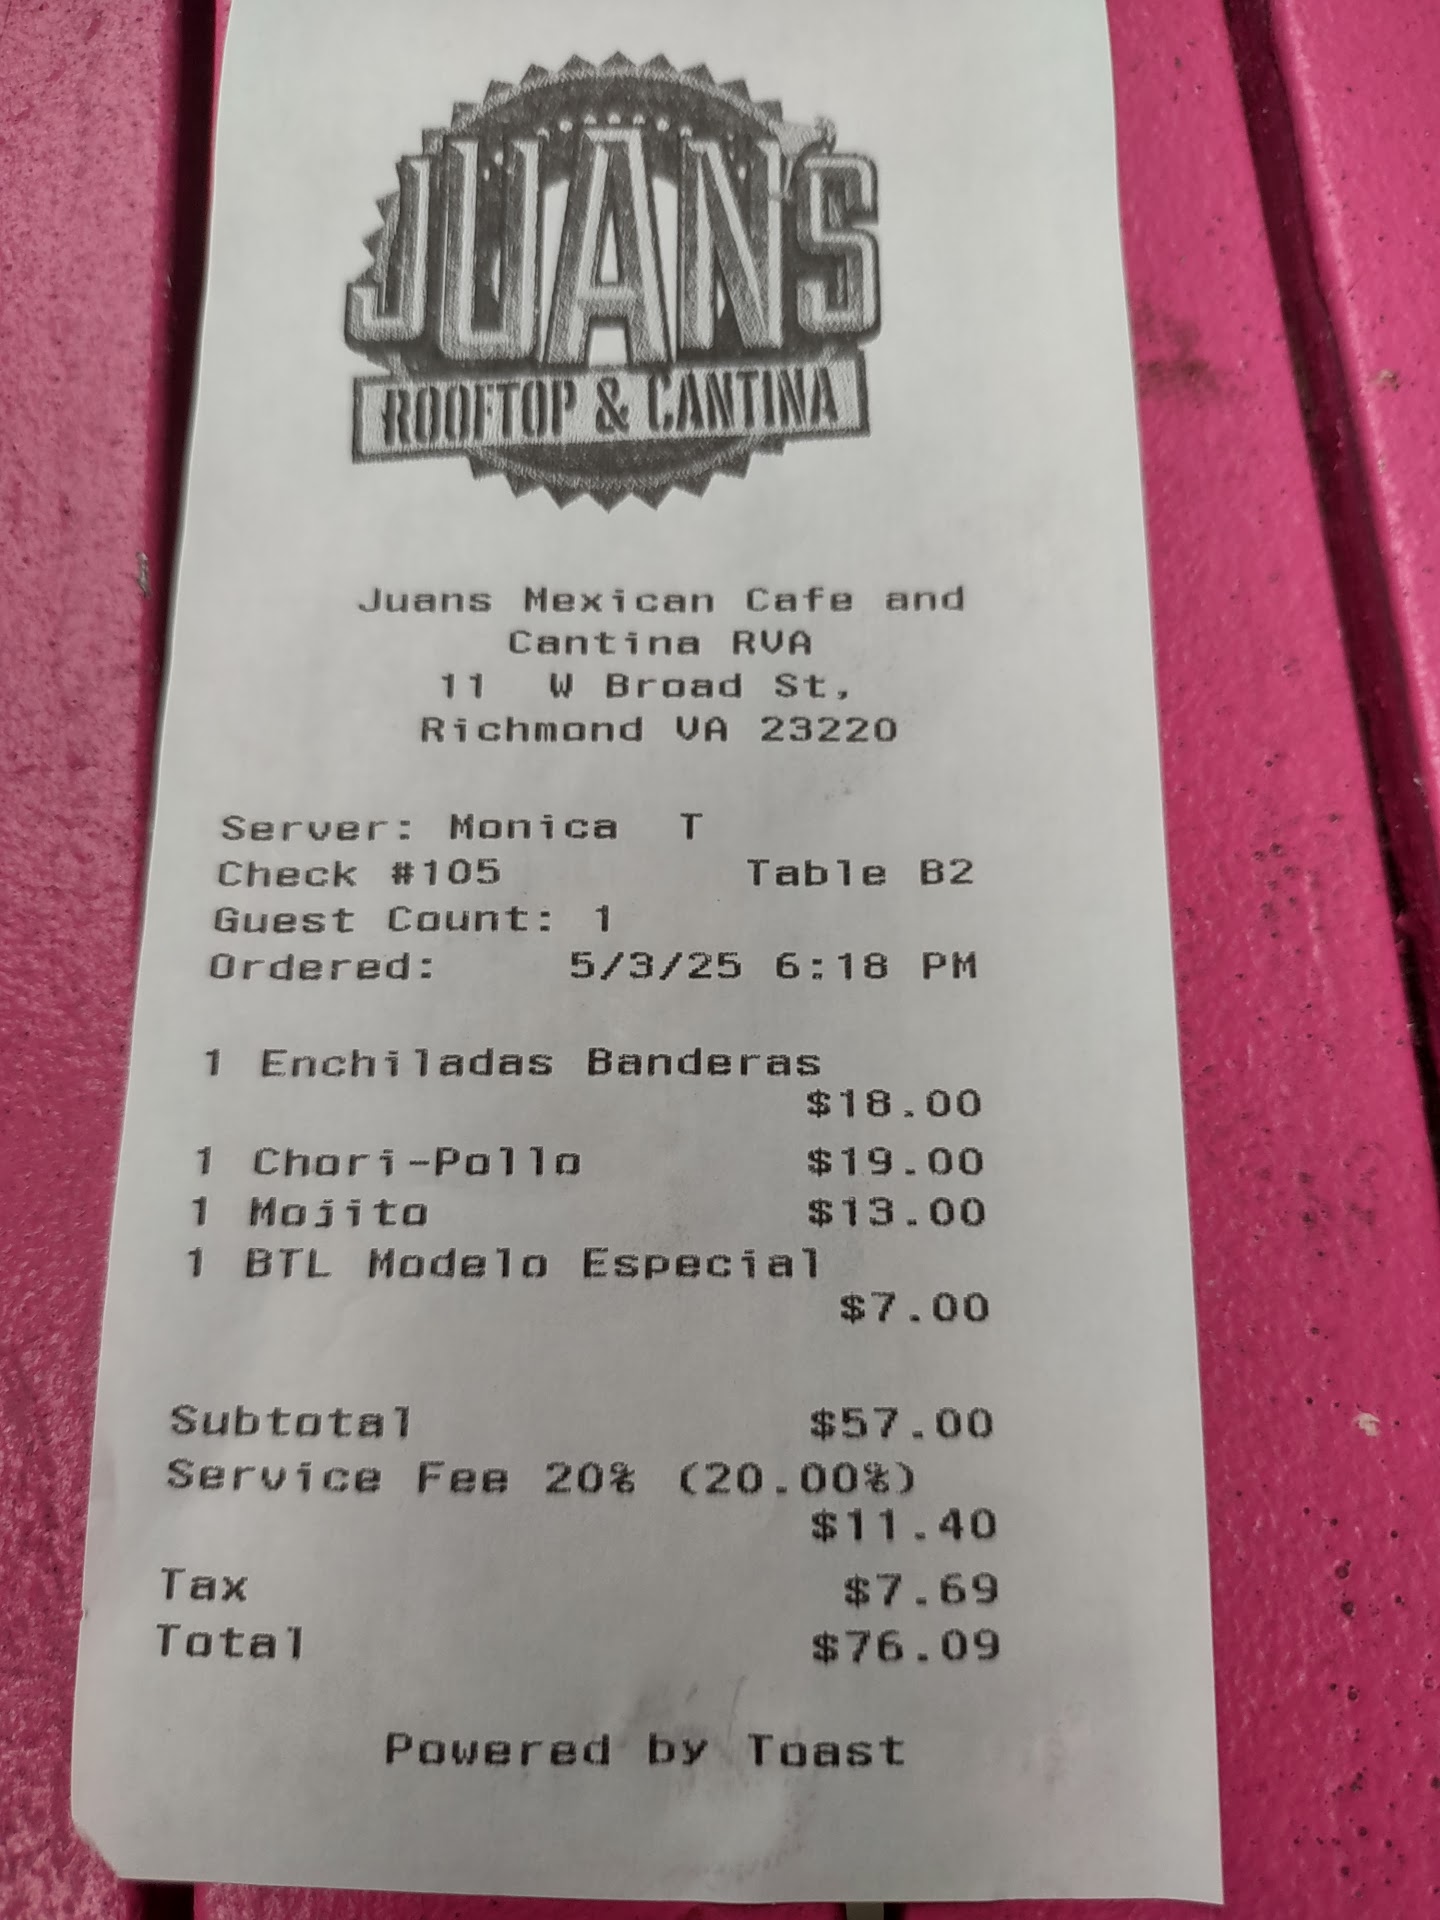 JUAN'S
ROOFTOP & CANTINA
Juans Mexican Cafe and
Cantina RVA
11 W Broad St,
Richmond VA 23220
Server: Monica T
Check #105 Table B2
Guest Count: 1
Ordered: 5/3/25 6:18 PM
1 Enchiladas Banderas
$18.00
1 Chori-Pollo $19.00
1 Mojito $13.00
1 BTL Modelo Especial
$7.00
Subtotal $57.00
Service Fee 20% (20.00%)
$11.40
Tax $7.69
Total $76.09
Powered by Toast